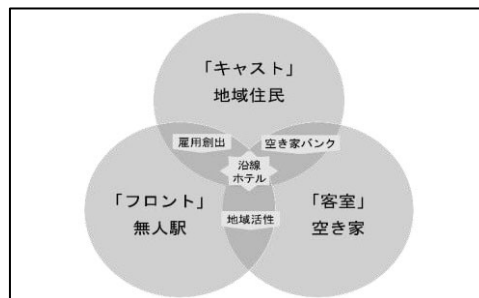 「キャスト」
地域住民
雇用創出
空き家バンク
沿線
ホテル
「フロント」
無人駅
地域活性
「客室」
空き家